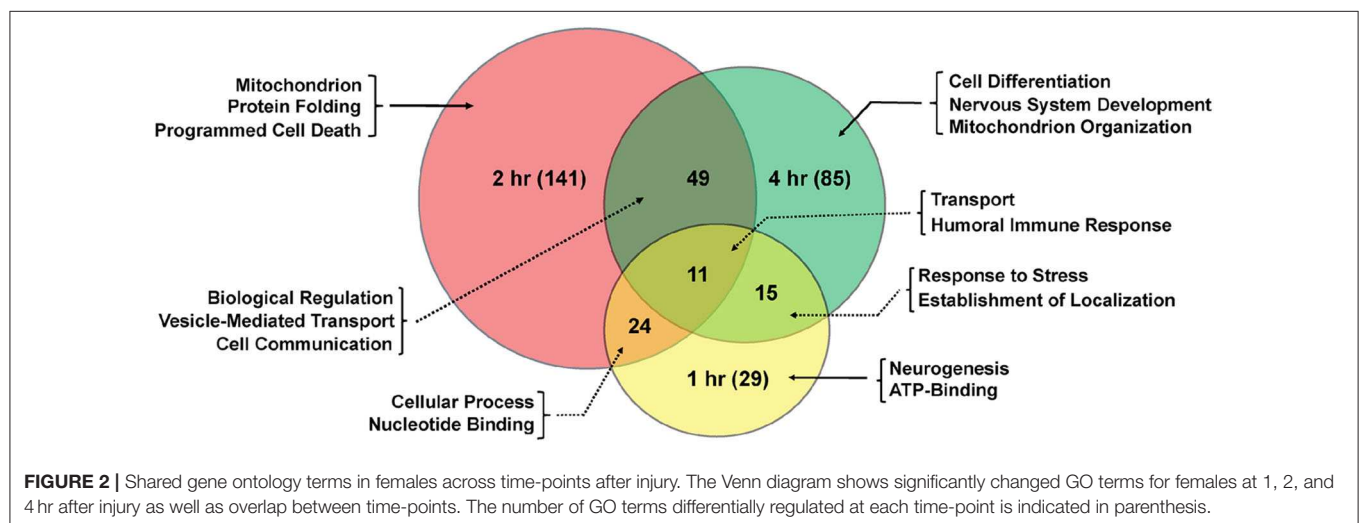 Mitochondrion
Protein Folding
Programmed Cell Death
Cell Differentiation
Nervous System Development
Mitochondrion Organization
2 hr (141)
49
4 hr (85)
Transport
Humoral Immune Response
11
15
24
Response to Stress
Establishment of Localization
Biological Regulation
Vesicle-Mediated Transport
Cell Communication
1 hr (29)
Neurogenesis
ATP-Binding
Cellular Process
Nucleotide Binding
FIGURE 2 | Shared gene ontology terms in females across time-points after injury. The Venn diagram shows significantly changed GO terms for females at 1, 2, and
4 hr after injury as well as overlap between time-points. The number of GO terms differentially regulated at each time-point is indicated in parenthesis.